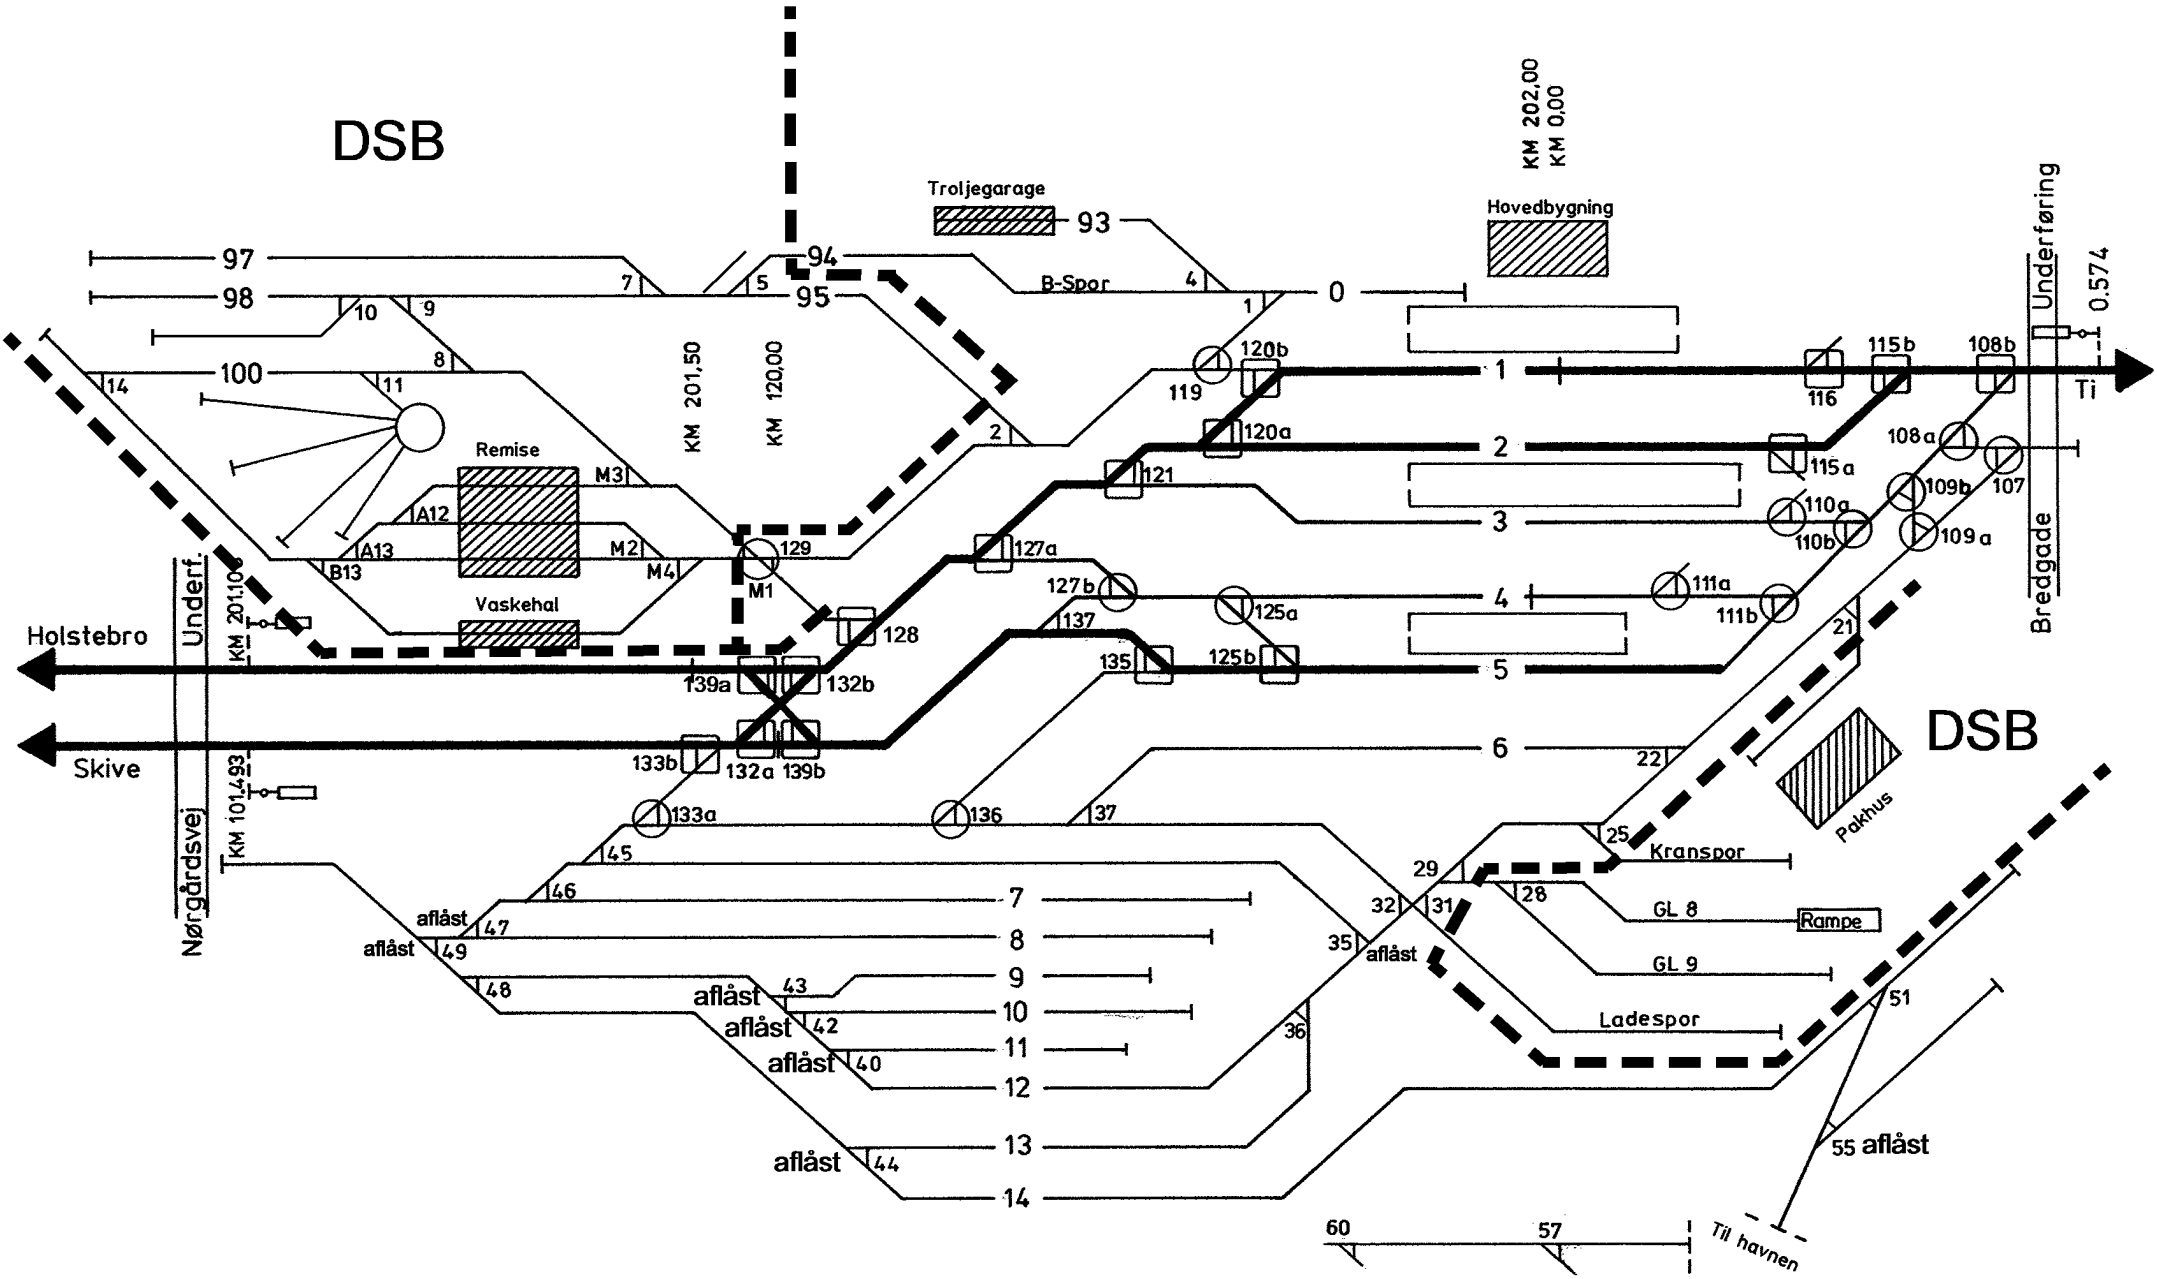 DSB
KM 202,00
KM 0,00
Troljegarage
93
Hovedbygning
Underføring
0.574
97
94
7
5
4
98
95
B-Spor
0
1
10
9
KM 201,50
KM 120,00
120b
115b
108b
8
100
1
14
11
119
116
Ti
2
120a
2
108a
Remise
115a
M3
121
109b
107
A12
110a
3
A13
M2
129
127a
110b
109a
B13
M4
M1
127b
4
111a
125a
111b
Vaskehal
137
21
Bredgade
Underf.
KM 201.100
Holstebro
128
135
125b
5
139a
132b
DSB
Skive
133b
132a
139b
6
22
KM 101.493
Nørgårdsvej
133a
136
37
Pakhus
25
45
Kranspor
29
46
7
32
31
28
GL 8
Rampe
aflåst
47
aflåst
49
8
35
aflåst
GL 9
48
43
9
aflåst
51
10
Ladespor
aflåst
42
36
11
aflåst
40
12
13
55 aflåst
aflåst
44
14
60
57
Til havnen